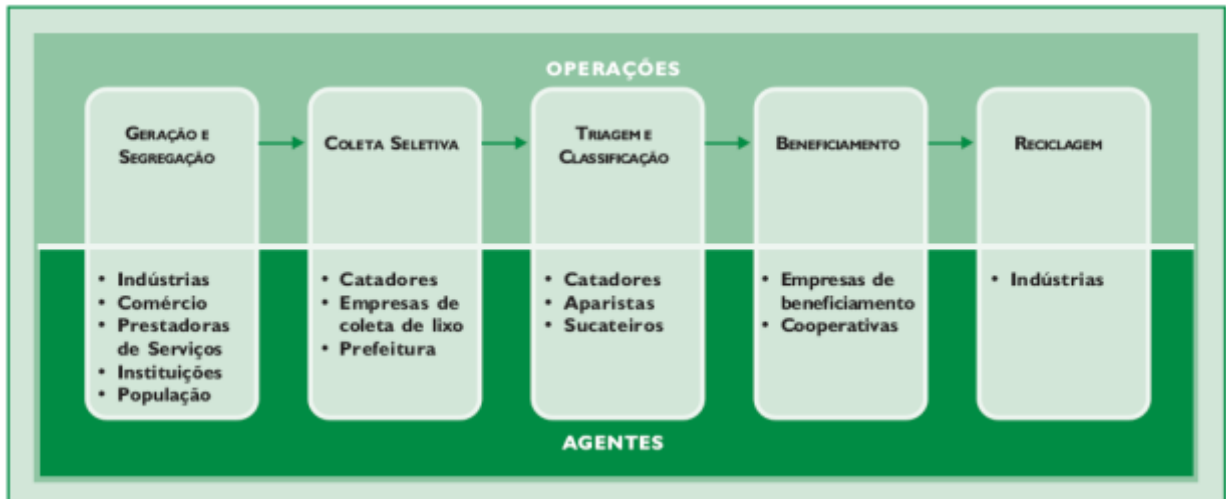 OPERAÇÕES
GERAÇÃO E
SEGREGAÇÃO
COLETA SELETIVA
TRIAGEM E
CLASSIFICAÇÃO
BENEFICIAMENTO
RECICLAGEM
• Indústrias
• Comércio
• Prestadoras
de Serviços
• Instituições
• População
• Catadores
• Empresas de
coleta de lixo
• Prefeitura
• Catadores
• Aparistas
• Sucateiros
• Empresas de
beneficiamento
• Cooperativas
• Indústrias
AGENTES